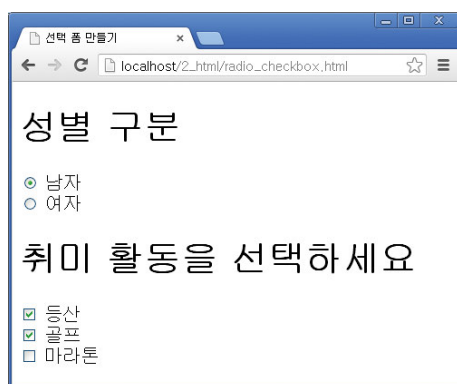 선택 폼 만들기
localhost/2_html/radio_checkbox.html
성별 구분
남자
여자
취미 활동을 선택하세요
등산
골프
마라톤